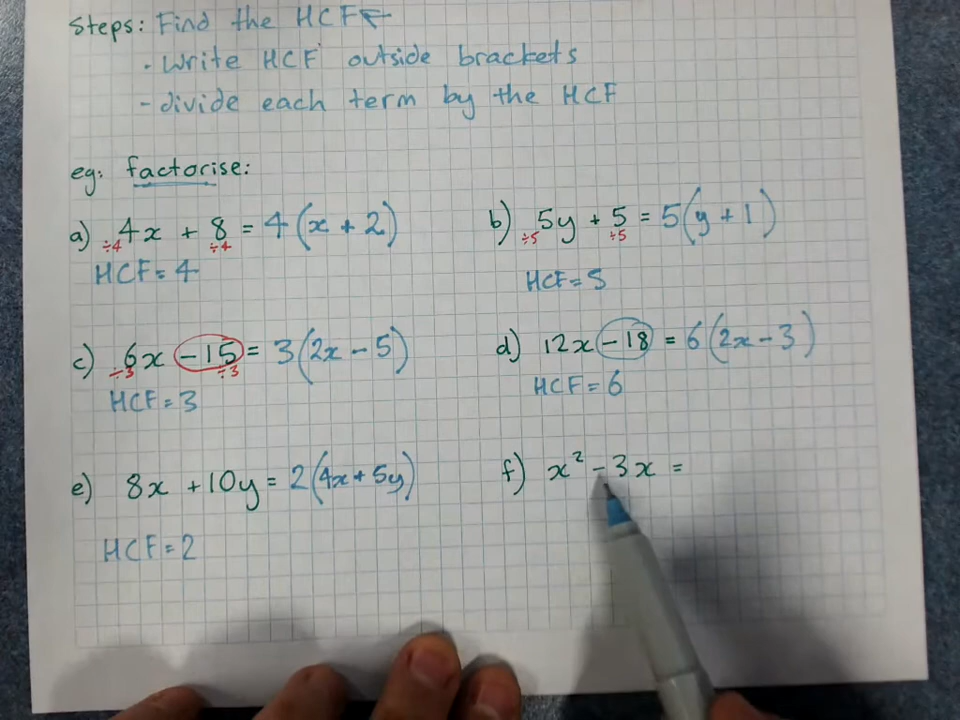 Steps: Find the HCF ←
· Write HCF outside brackets
- divide each term by the HCF
eg: factorise:
a) 4x + 8 = 4(x + 2)
÷4 ÷4
HCF = 4
b) 5y + 5 = 5(y + 1)
÷5 ÷5
HCF = 5
c) 6x - 15 = 3(2x - 5)
÷3 ÷3
HCF = 3
d) 12x - 18 = 6(2x - 3)
HCF = 6
e) 8x + 10y = 2(4x + 5y)
HCF = 2
f) x² - 3x =